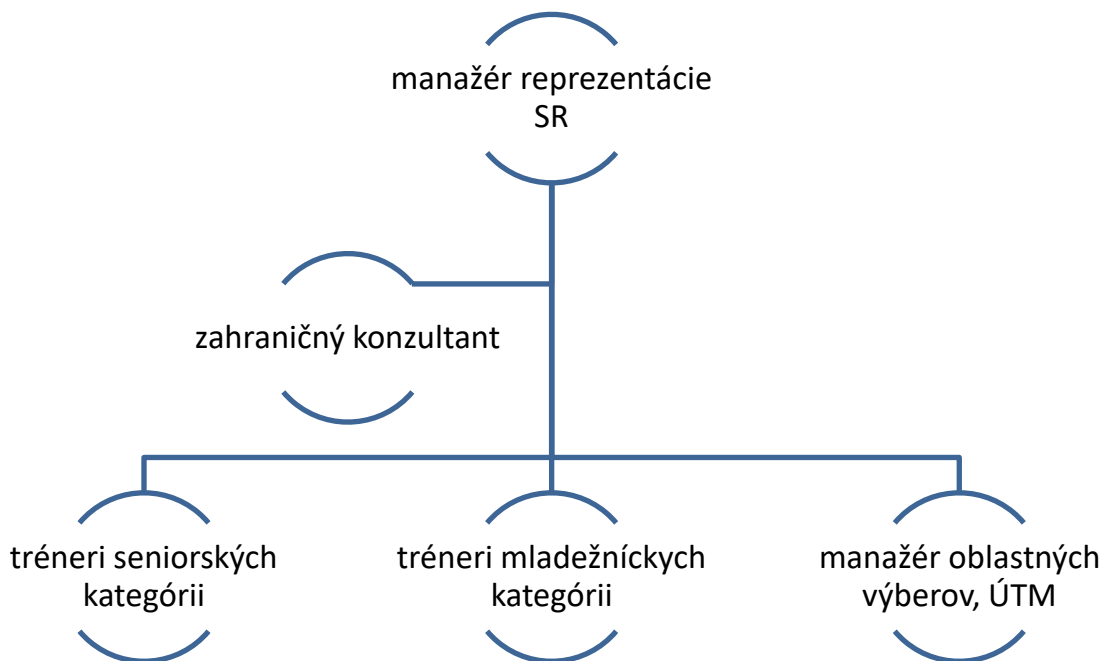 manažér reprezentácie
SR
zahraničný konzultant
tréneri seniorských
kategórii
tréneri mladežníckych
kategórii
manažér oblastných
výberov, ÚTM